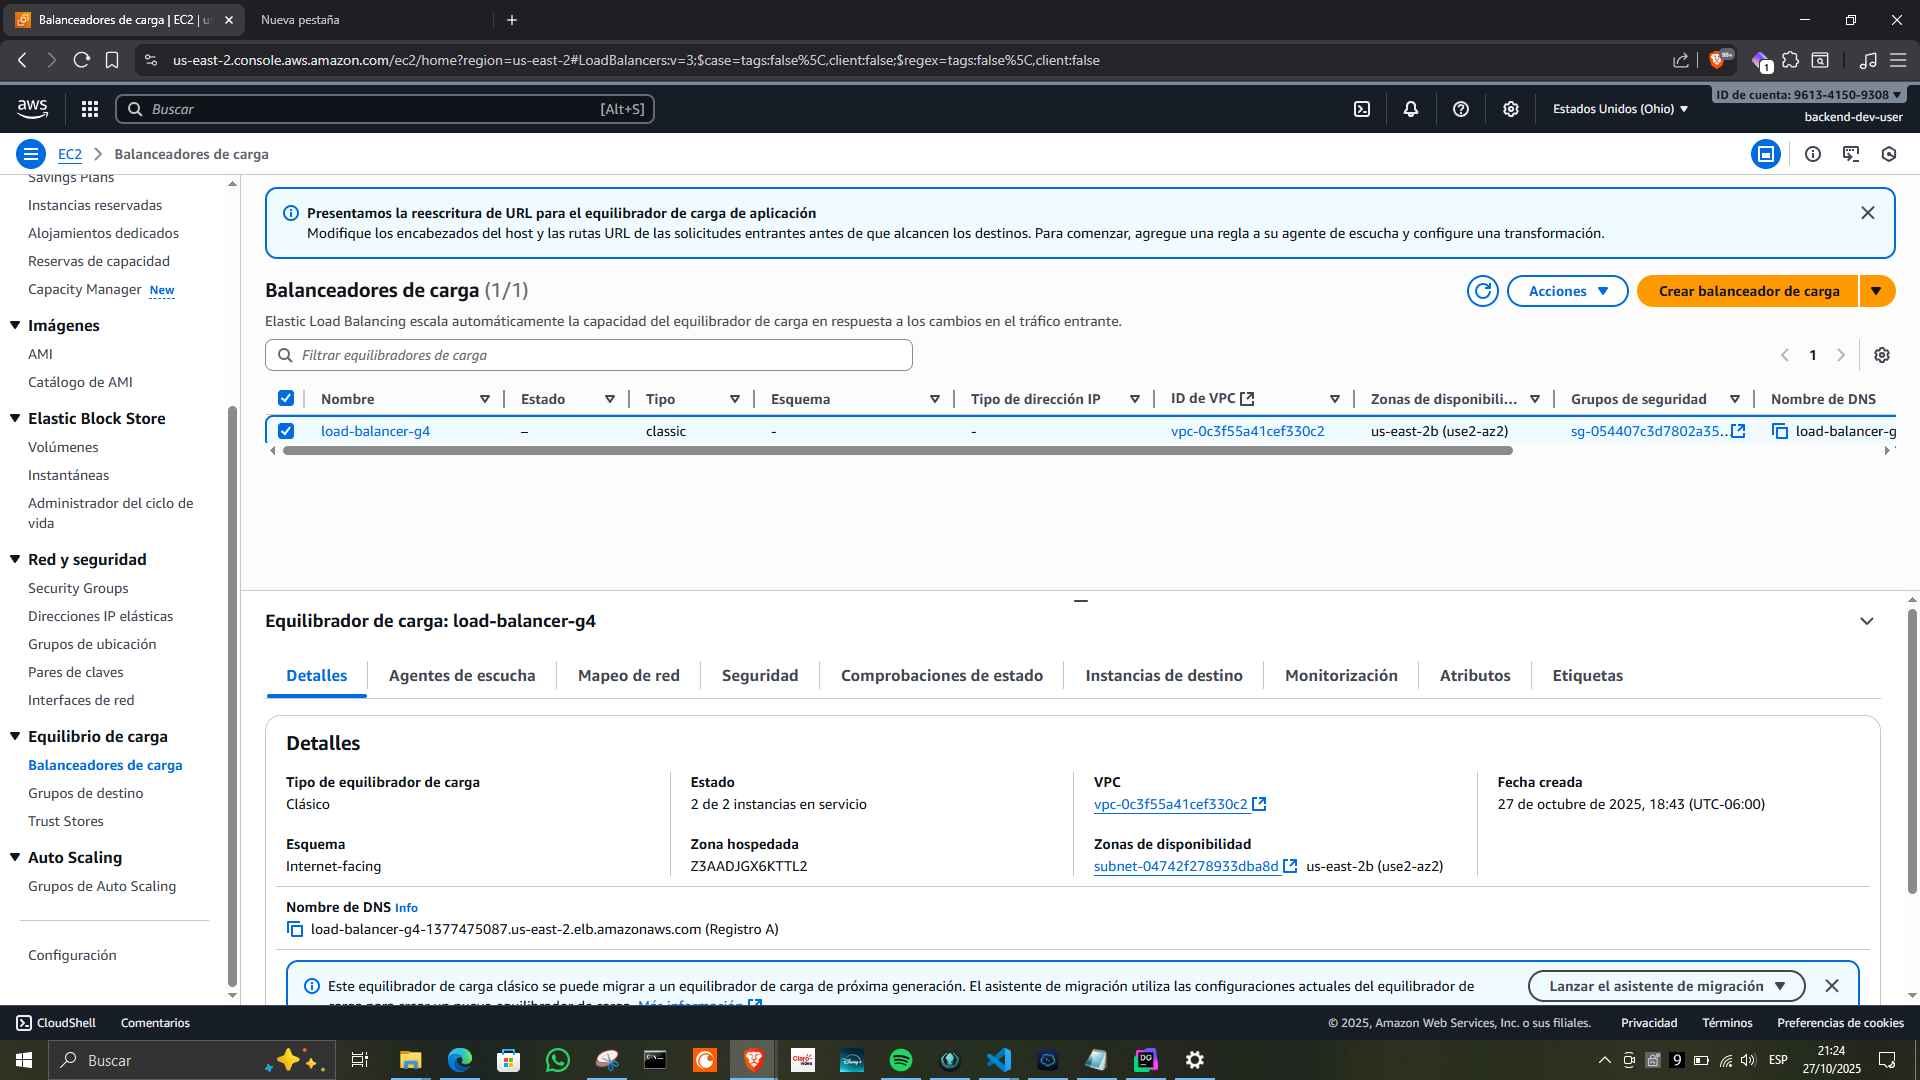 Balanceadores de carga | EC2 | us
Nueva pestaña
us-east-2.console.aws.amazon.com/ec2/home?region=us-east-2#LoadBalancers:v=3;$case=tags:false%5C,client:false;$regex=tags:false%5C,client:false
99+
1
aws
Buscar
[Alt+S]
Estados Unidos (Ohio)
ID de cuenta: 9613-4150-9308
backend-dev-user
EC2
Balanceadores de carga
Savings Plans
Instancias reservadas
Alojamientos dedicados
Reservas de capacidad
Capacity Manager New
Imágenes
AMI
Catálogo de AMI
Elastic Block Store
Volúmenes
Instantáneas
Administrador del ciclo de
vida
Red y seguridad
Security Groups
Direcciones IP elásticas
Grupos de ubicación
Pares de claves
Interfaces de red
Equilibrio de carga
Balanceadores de carga
Grupos de destino
Trust Stores
Auto Scaling
Grupos de Auto Scaling
Configuración
Presentamos la reescritura de URL para el equilibrador de carga de aplicación
Modifique los encabezados del host y las rutas URL de las solicitudes entrantes antes de que alcancen los destinos. Para comenzar, agregue una regla a su agente de escucha y configure una transformación.
Balanceadores de carga (1/1)
Acciones
Crear balanceador de carga
Elastic Load Balancing escala automáticamente la capacidad del equilibrador de carga en respuesta a los cambios en el tráfico entrante.
Filtrar equilibradores de carga
1
Nombre
Estado
Tipo
Esquema
Tipo de dirección IP
ID de VPC
Zonas de disponibili...
Grupos de seguridad
Nombre de DNS
load-balancer-g4
–
classic
-
-
vpc-0c3f55a41cef330c2
us-east-2b (use2-az2)
sg-054407c3d7802a35...
load-balancer-g
Equilibrador de carga: load-balancer-g4
Detalles
Agentes de escucha
Mapeo de red
Seguridad
Comprobaciones de estado
Instancias de destino
Monitorización
Atributos
Etiquetas
Detalles
Tipo de equilibrador de carga
Clásico
Estado
2 de 2 instancias en servicio
VPC
vpc-0c3f55a41cef330c2
Fecha creada
27 de octubre de 2025, 18:43 (UTC-06:00)
Esquema
Internet-facing
Zona hospedada
Z3AADJGX6KTTL2
Zonas de disponibilidad
subnet-04742f278933dba8d us-east-2b (use2-az2)
Nombre de DNS Info
load-balancer-g4-1377475087.us-east-2.elb.amazonaws.com (Registro A)
Este equilibrador de carga clásico se puede migrar a un equilibrador de carga de próxima generación. El asistente de migración utiliza las configuraciones actuales del equilibrador de
carga para crear un nuevo equilibrador de carga. Más información
Lanzar el asistente de migración
CloudShell
Comentarios
© 2025, Amazon Web Services, Inc. o sus filiales.
Privacidad
Términos
Preferencias de cookies
Buscar
Claro
video
Disney+
DG
9
ESP
21:24
27/10/2025